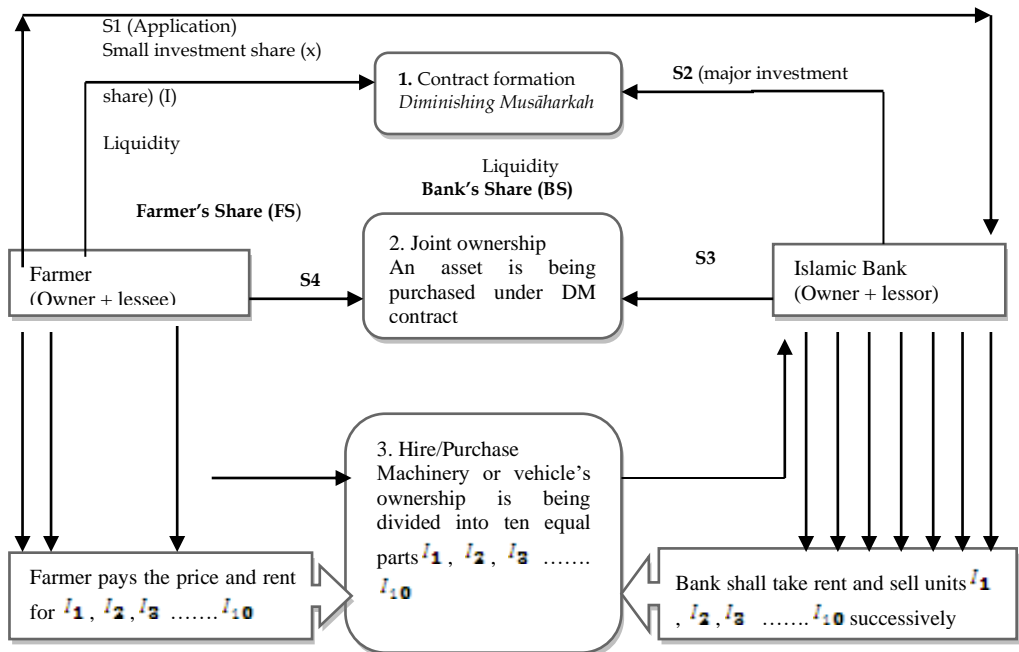 S1 (Application)
Small investment share (x)
1. Contract formation
Diminishing Musāharkah
S2 (major investment
share) (I)
Liquidity
Liquidity
Bank's Share (BS)
Farmer's Share (FS)
Farmer
(Owner + lessee)
S4
2. Joint ownership
An asset is being
purchased under DM
contract
S3
Islamic Bank
(Owner + lessor)
3. Hire/Purchase
Machinery or vehicle's
ownership is being
divided into ten equal
parts I₁ , I₂ , I₃ …….
I₁₀
Farmer pays the price and rent
for I₁ , I₂ , I₃ ……. I₁₀
Bank shall take rent and sell units I₁
, I₂ , I₃ ……. I₁₀ successively